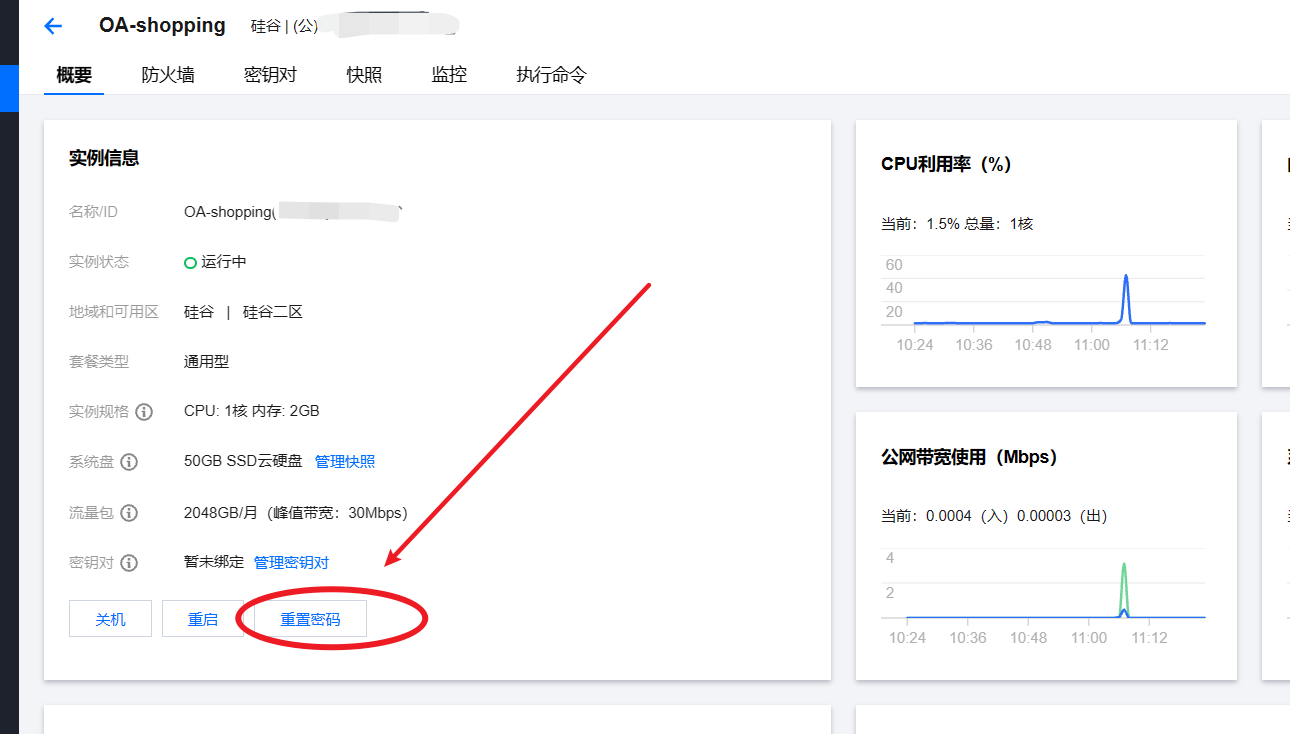 OA-shopping 硅谷 | (公)
概要 防火墙 密钥对 快照 监控 执行命令
实例信息
名称/ID OA-shopping(
实例状态 运行中
地域和可用区 硅谷 | 硅谷二区
套餐类型 通用型
实例规格 CPU: 1核 内存: 2GB
系统盘 50GB SSD云硬盘 管理快照
流量包 2048GB/月（峰值带宽：30Mbps）
密钥对 暂未绑定 管理密钥对
关机 重启 重置密码
CPU利用率（%）
当前：1.5% 总量：1核
60
40
20
10:24 10:36 10:48 11:00 11:12
公网带宽使用（Mbps）
当前：0.0004（入）0.00003（出）
4
2
10:24 10:36 10:48 11:00 11:12